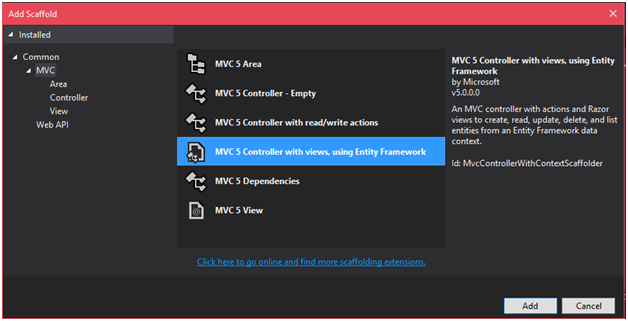 Add Scaffold
Installed
Common
MVC
Area
Controller
View
Web API
MVC 5 Area
MVC 5 Controller - Empty
MVC 5 Controller with read/write actions
MVC 5 Controller with views, using Entity Framework
MVC 5 Dependencies
MVC 5 View
Click here to go online and find more scaffolding extensions.
MVC 5 Controller with views, using Entity
Framework
by Microsoft
v5.0.0.0
An MVC controller with actions and Razor
views to create, read, update, delete, and list
entities from an Entity Framework data
context.
Id: MvcControllerWithContextScaffolder
Add
Cancel